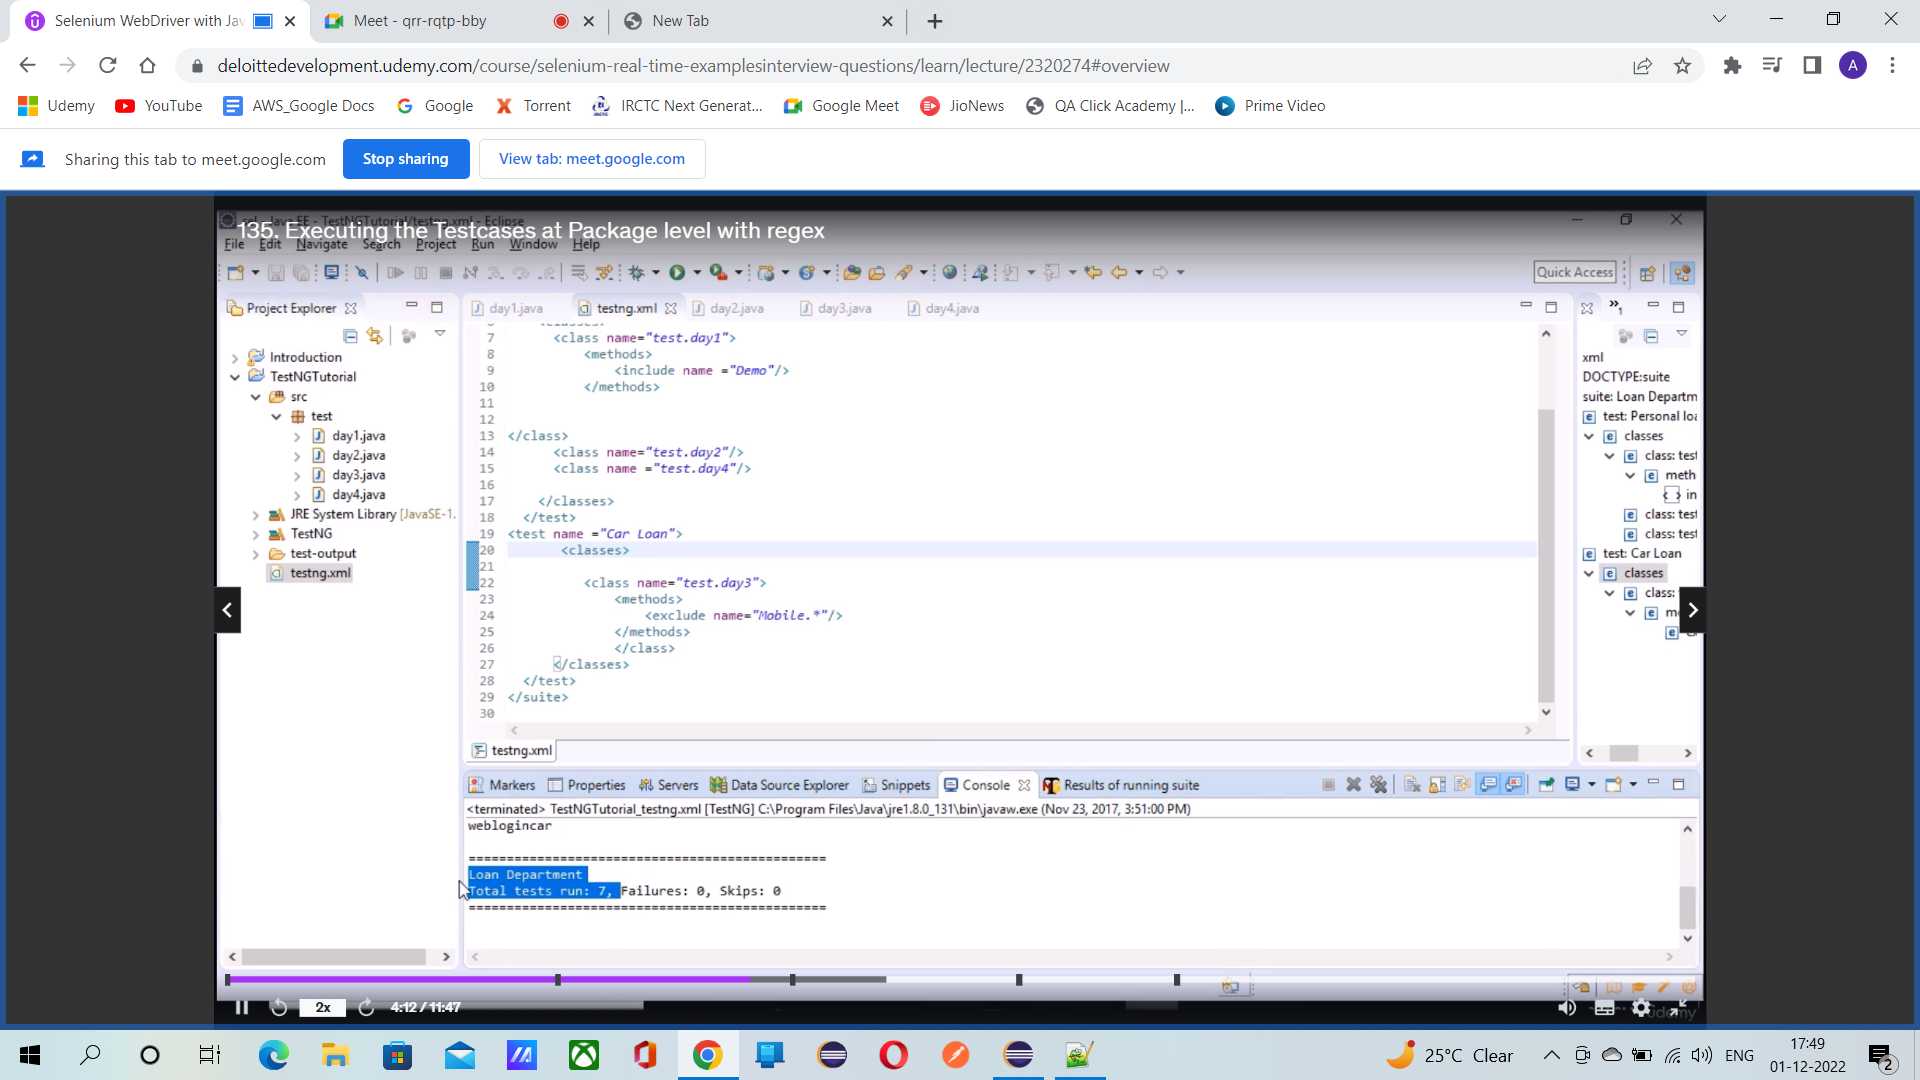 Selenium WebDriver with Jav
Meet - qrr-rqtp-bby
New Tab
deloittedevelopment.udemy.com/course/selenium-real-time-examplesinterview-questions/learn/lecture/2320274#overview
A
Udemy
YouTube
AWS_Google Docs
Google
Torrent
IRCTC Next Generat...
Google Meet
JioNews
QA Click Academy |...
Prime Video
Sharing this tab to meet.google.com
Stop sharing
View tab: meet.google.com
sel - Java EE - TestNGTutorial/testng.xml - Eclipse
135. Executing the Testcases at Package level with regex
File Edit Navigate Search Project Run Window Help
Quick Access
Project Explorer
day1.java
testng.xml
day2.java
day3.java
day4.java
Introduction
TestNGTutorial
src
test
day1.java
day2.java
day3.java
day4.java
JRE System Library [JavaSE-1.
TestNG
test-output
testng.xml
6 <classes>
7 <class name="test.day1">
8 <methods>
9 <include name ="Demo"/>
10 </methods>
11
12
13 </class>
14 <class name="test.day2"/>
15 <class name ="test.day4"/>
16
17 </classes>
18 </test>
19 <test name ="Car Loan">
20 <classes>
21
22 <class name="test.day3">
23 <methods>
24 <exclude name="Mobile.*"/>
25 </methods>
26 </class>
27 </classes>
28 </test>
29 </suite>
30
testng.xml
xml
DOCTYPE:suite
suite: Loan Departm
test: Personal loa
classes
class: test
meth
in
class: test
class: test
test: Car Loan
classes
class:
m
Markers
Properties
Servers
Data Source Explorer
Snippets
Console
Results of running suite
<terminated> TestNGTutorial_testng.xml [TestNG] C:\Program Files\Java\jre1.8.0_131\bin\javaw.exe (Nov 23, 2017, 3:51:00 PM)
weblogincar
===============================================
Loan Department
Total tests run: 7, Failures: 0, Skips: 0
===============================================
2x
4:12 / 11:47
udemy
25°C Clear
ENG
17:49
01-12-2022
2